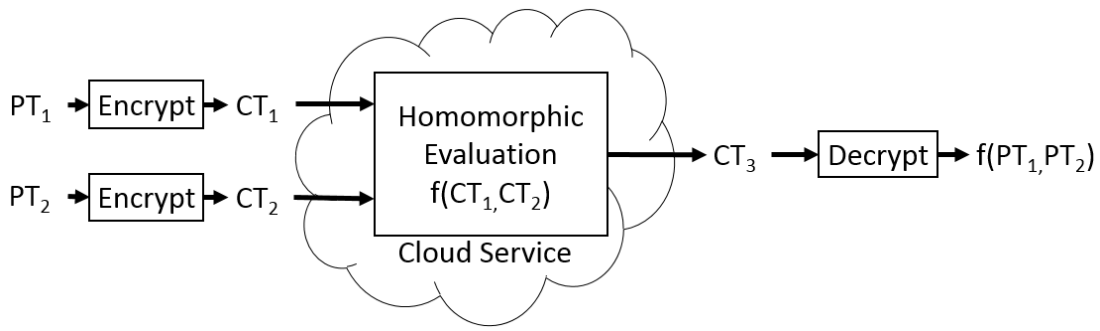 PT₁ Encrypt CT₁
PT₂ Encrypt CT₂
Homomorphic
Evaluation
f(CT₁,CT₂)
Cloud Service
CT₃ Decrypt f(PT₁,PT₂)